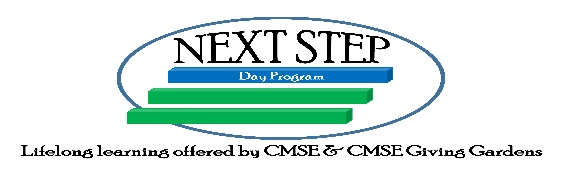 NEXT STEP
Day Program
Lifelong learning offered by CMSE & CMSE Giving Gardens